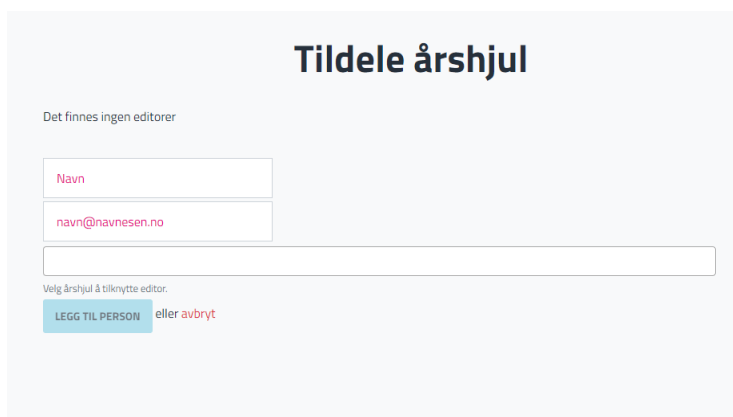 Tildele årshjul
Det finnes ingen editorer
Navn
navn@navnesen.no
Velg årshjul å tilknytte editor.
LEGG TIL PERSON eller avbryt